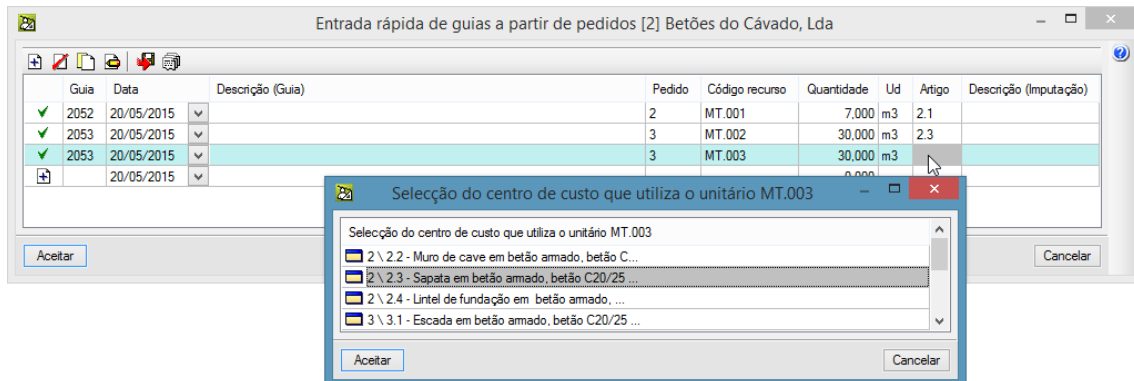 Entrada rápida de guias a partir de pedidos [2] Betões do Cávado, Lda
Guia Data Descrição (Guia) Pedido Código recurso Quantidade Ud Artigo Descrição (Imputação)
2052 20/05/2015 2 MT.001 7,000 m3 2.1
2053 20/05/2015 3 MT.002 30,000 m3 2.3
2053 20/05/2015 3 MT.003 30,000 m3
20/05/2015 0,000
Selecção do centro de custo que utiliza o unitário MT.003
Selecção do centro de custo que utiliza o unitário MT.003
2 \ 2.2 - Muro de cave em betão armado, betão C...
2 \ 2.3 - Sapata em betão armado, betão C20/25 ...
2 \ 2.4 - Lintel de fundação em betão armado, ...
3 \ 3.1 - Escada em betão armado, betão C20/25 ...
Aceitar Cancelar
Aceitar Cancelar